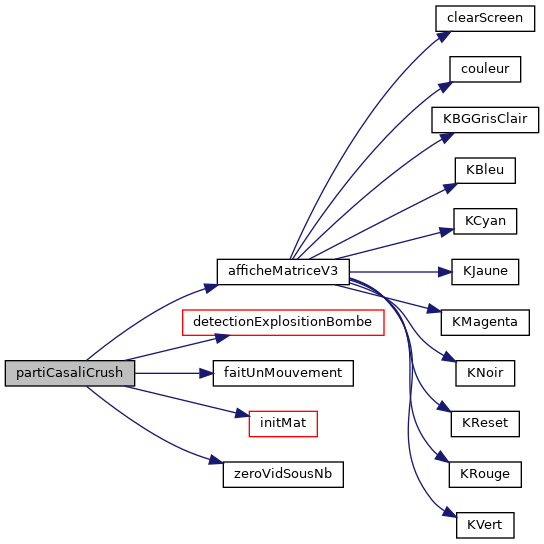 clearScreen
couleur
KBGGrisClair
KBleu
KCyan
afficheMatriceV3
KJaune
detectionExplositionBombe
KMagenta
partiCasaliCrush
faitUnMouvement
KNoir
initMat
KReset
zeroVidSousNb
KRouge
KVert